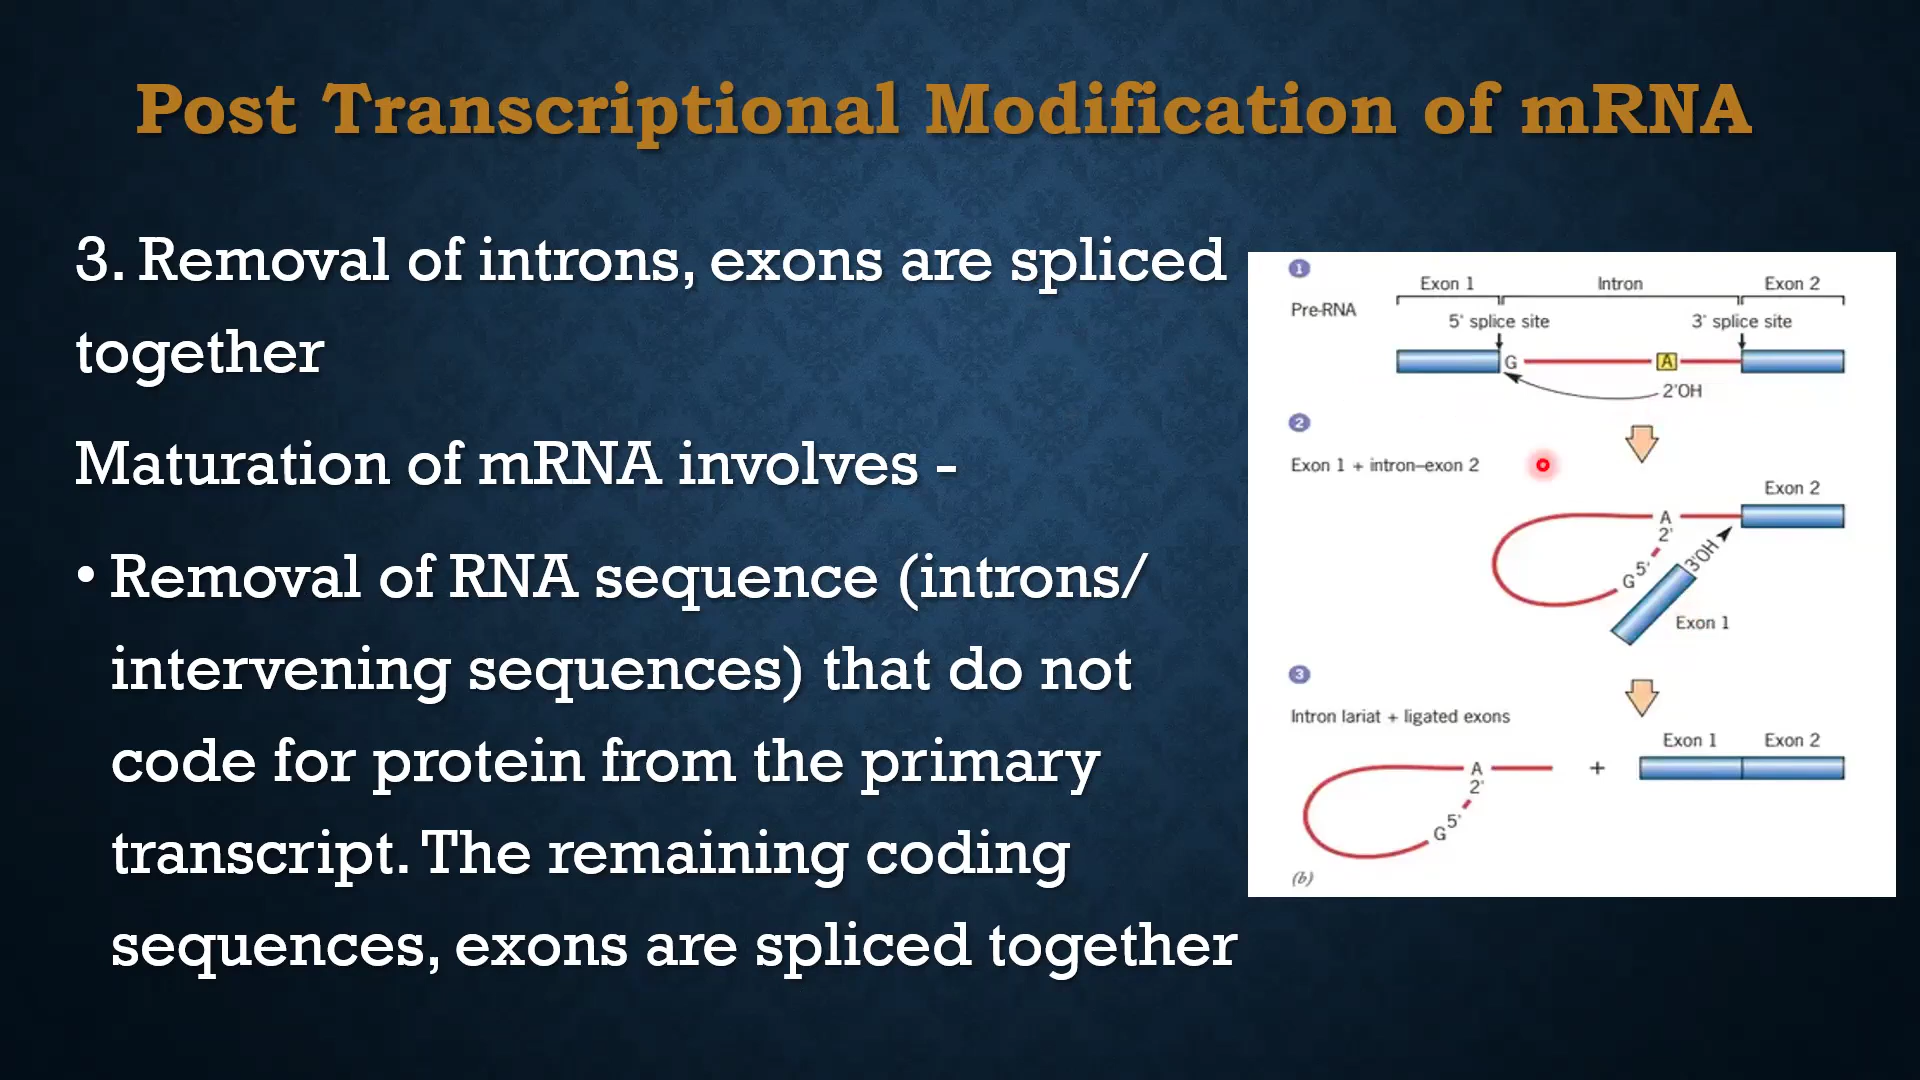 Post Transcriptional Modification of mRNA
3. Removal of introns, exons are spliced
together
Maturation of mRNA involves -
• Removal of RNA sequence (introns/
intervening sequences) that do not
code for protein from the primary
transcript. The remaining coding
sequences, exons are spliced together
1
Exon 1 Intron Exon 2
Pre-RNA
5' splice site 3' splice site
G A
2'OH
2
Exon 1 + intron–exon 2
Exon 2
A
2'
3'OH
5'
G
Exon 1
3
Intron lariat + ligated exons
Exon 1 Exon 2
A +
2'
5'
G
(b)